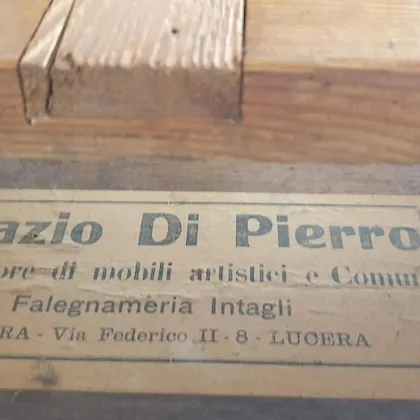 azio Di Pierro
ore di mobili artistici e Comu
Falegnameria Intagli
RA - Via Federico II - 8 - LUCERA